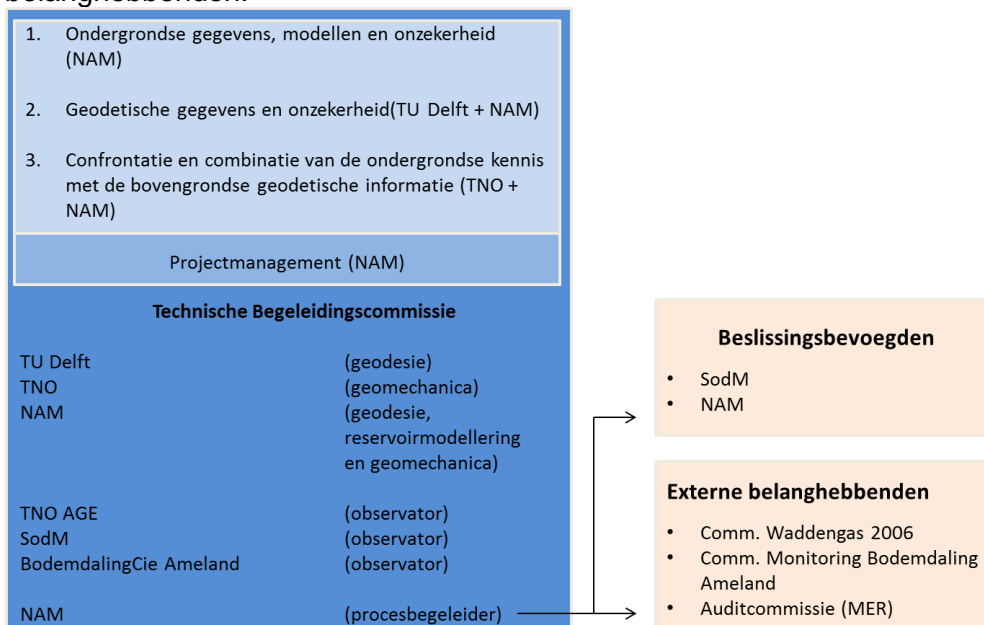 belanghebbenden.
1. Ondergrondse gegevens, modellen en onzekerheid
(NAM)
2. Geodetische gegevens en onzekerheid(TU Delft + NAM)
3. Confrontatie en combinatie van de ondergrondse kennis
met de bovengrondse geodetische informatie (TNO +
NAM)
Projectmanagement (NAM)
Technische Begeleidingscommissie
TU Delft (geodesie)
TNO (geomechanica)
NAM (geodesie,
reservoirmodellering
en geomechanica)
TNO AGE (observator)
SodM (observator)
BodemdalingCie Ameland (observator)
NAM (procesbegeleider)
Beslissingsbevoegden
• SodM
• NAM
Externe belanghebbenden
• Comm. Waddengas 2006
• Comm. Monitoring Bodemdaling
Ameland
• Auditcommissie (MER)